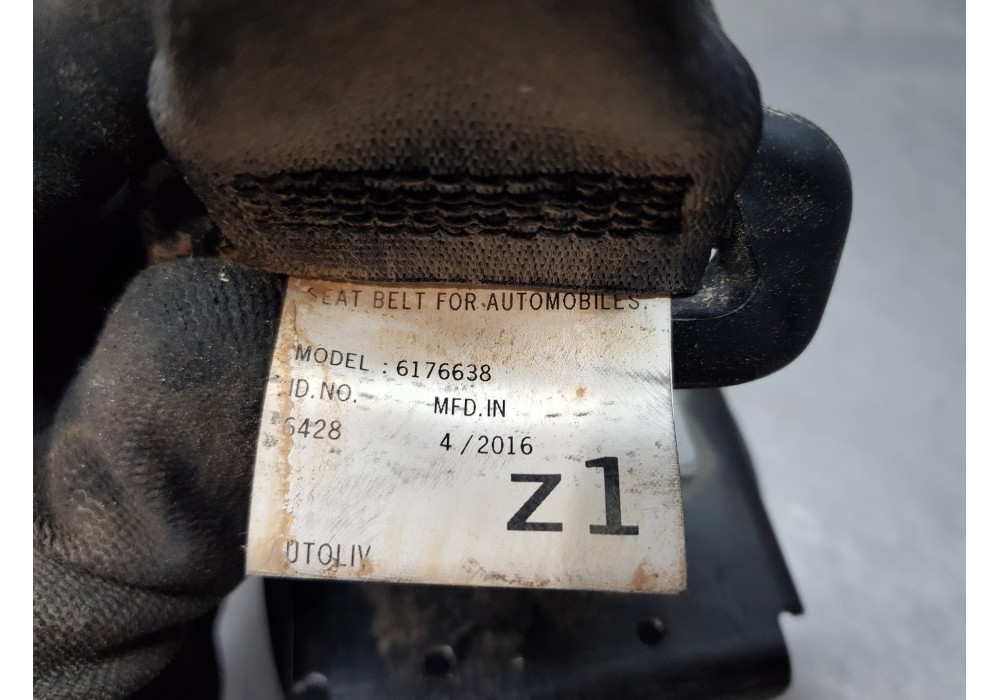 SEAT BELT FOR AUTOMOBILES.
MODEL : 6176638
ID.NO. MFD.IN
6428 4/2016
z1
UTOLIV